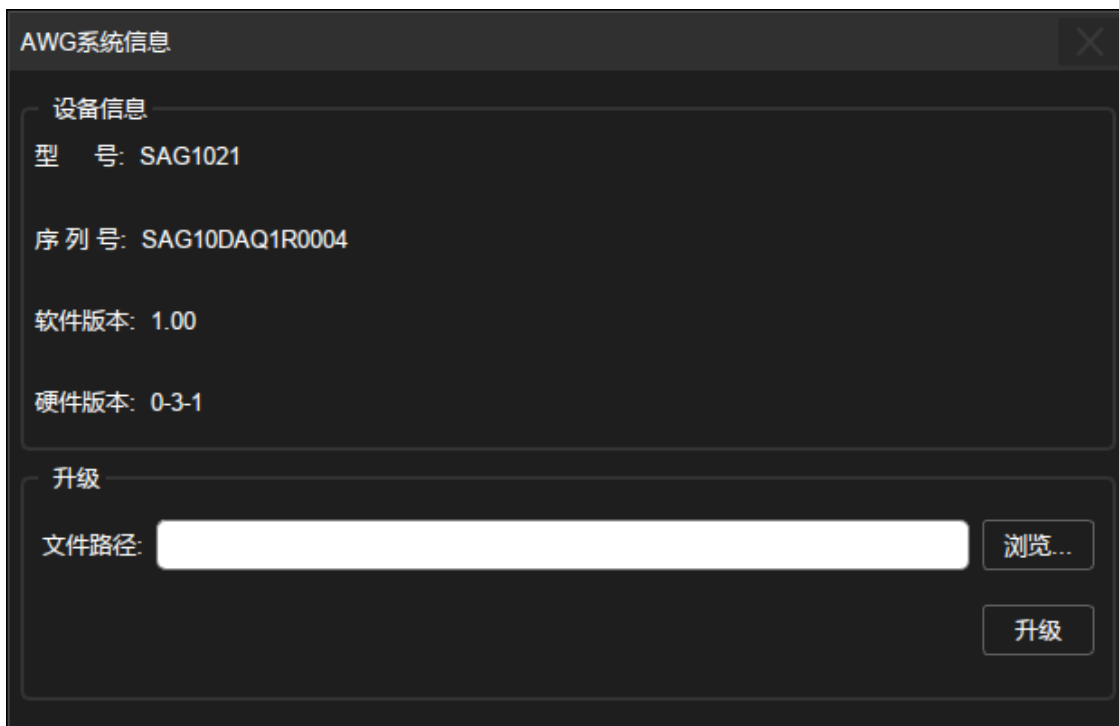 AWG系统信息
设备信息
型 号: SAG1021
序 列 号: SAG10DAQ1R0004
软件版本: 1.00
硬件版本: 0-3-1
升级
文件路径: 浏览...
升级